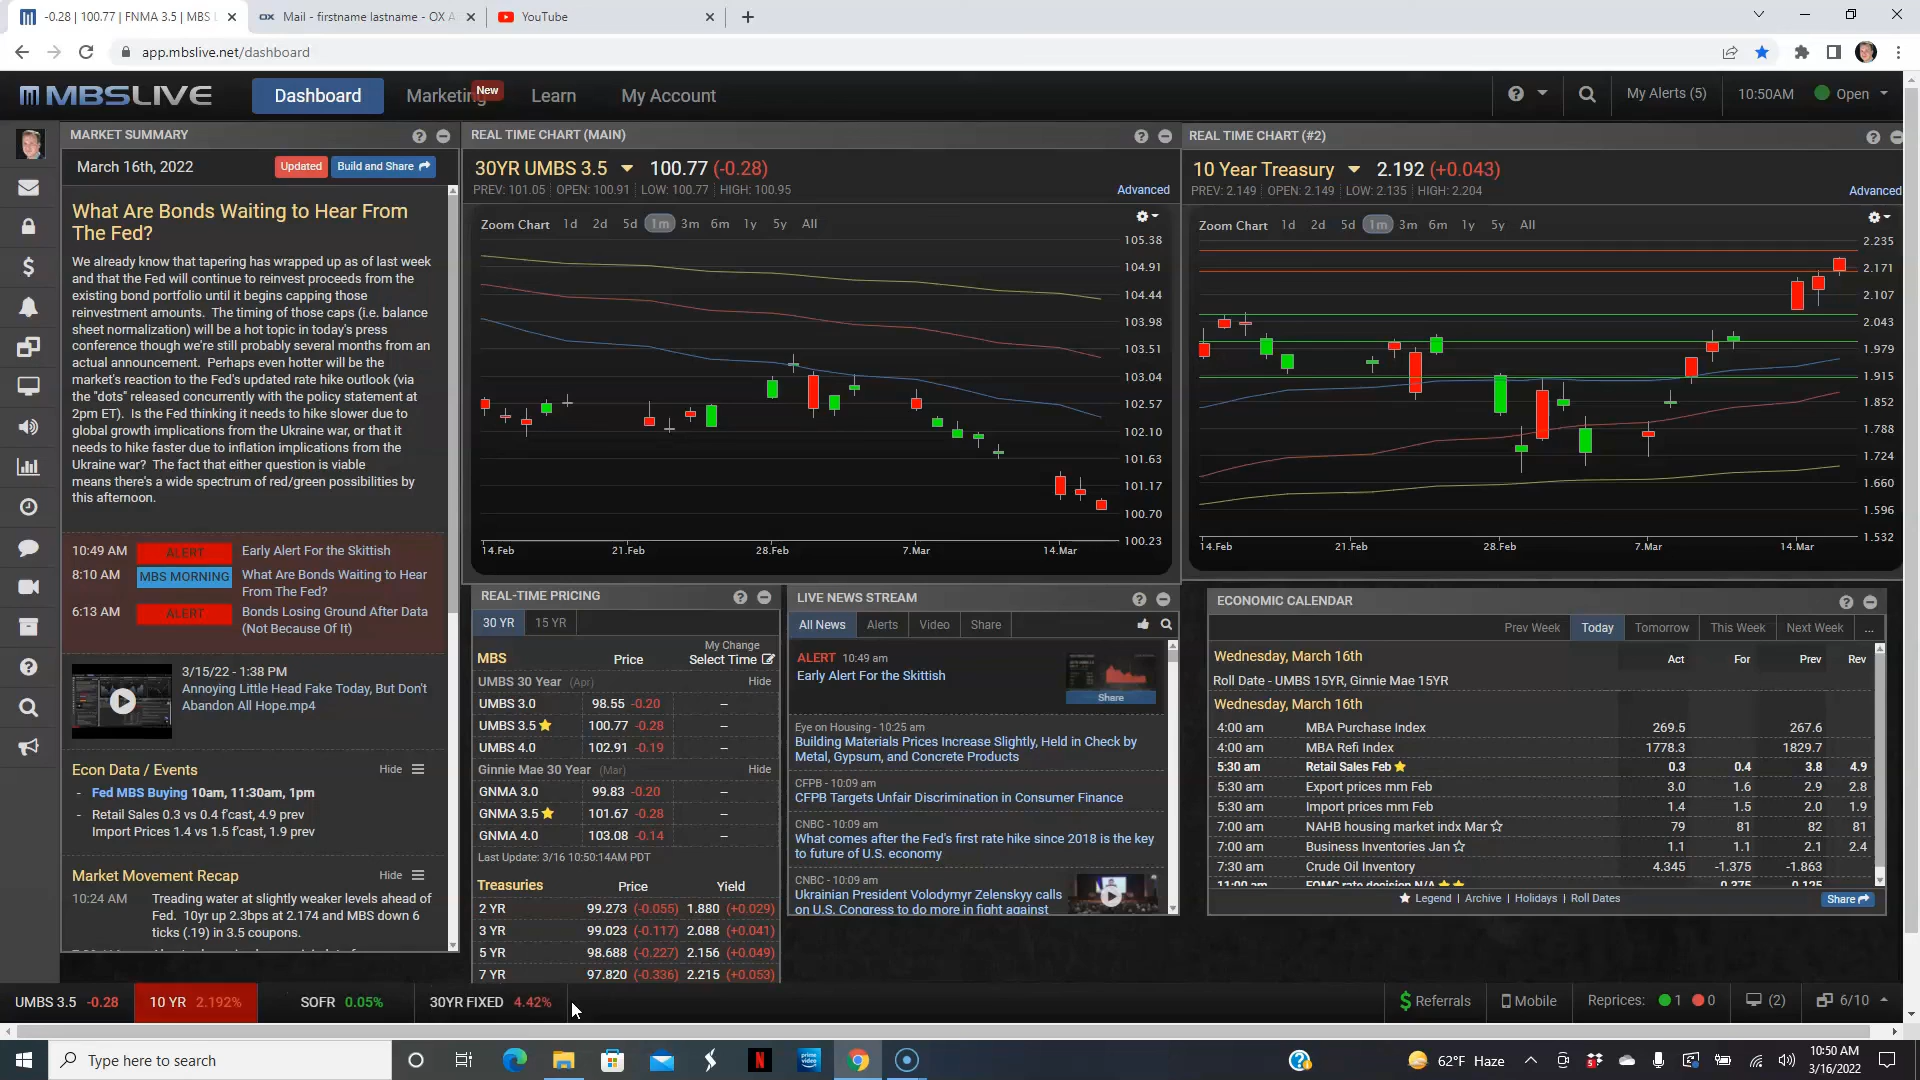 -0.28 | 100.77 | FNMA 3.5 | MBS L
Mail - firstname lastname - OX A
YouTube
app.mbslive.net/dashboard
MBSLIVE
Dashboard
Marketing
New
Learn
My Account
My Alerts (5)
10:50AM
Open
MARKET SUMMARY
March 16th, 2022
Updated
Build and Share
What Are Bonds Waiting to Hear From
The Fed?
We already know that tapering has wrapped up as of last week
and that the Fed will continue to reinvest proceeds from the
existing bond portfolio until it begins capping those
reinvestment amounts. The timing of those caps (i.e. balance
sheet normalization) will be a hot topic in today's press
conference though we're still probably several months from an
actual announcement. Perhaps even hotter will be the
market's reaction to the Fed's updated rate hike outlook (via
the "dots" released concurrently with the policy statement at
2pm ET). Is the Fed thinking it needs to hike slower due to
global growth implications from the Ukraine war, or that it
needs to hike faster due to inflation implications from the
Ukraine war? The fact that either question is viable
means there's a wide spectrum of red/green possibilities by
this afternoon.
10:49 AM ALERT Early Alert For the Skittish
8:10 AM MBS MORNING What Are Bonds Waiting to Hear
From The Fed?
6:13 AM ALERT Bonds Losing Ground After Data
(Not Because Of It)
3/15/22 - 1:38 PM
Annoying Little Head Fake Today, But Don't
Abandon All Hope.mp4
Econ Data / Events Hide
- Fed MBS Buying 10am, 11:30am, 1pm
- Retail Sales 0.3 vs 0.4 f'cast, 4.9 prev
Import Prices 1.4 vs 1.5 f'cast, 1.9 prev
Market Movement Recap Hide
10:24 AM Treading water at slightly weaker levels ahead of
Fed. 10yr up 2.3bps at 2.174 and MBS down 6
ticks (.19) in 3.5 coupons.
REAL TIME CHART (MAIN)
30YR UMBS 3.5 100.77 (-0.28)
PREV: 101.05 OPEN: 100.91 LOW: 100.77 HIGH: 100.95
Advanced
Zoom Chart 1d 2d 5d 1m 3m 6m 1y 5y All
105.38
104.91
104.44
103.98
103.51
103.04
102.57
102.10
101.63
101.17
100.70
100.23
14.Feb 21.Feb 28.Feb 7.Mar 14.Mar
REAL TIME CHART (#2)
10 Year Treasury 2.192 (+0.043)
PREV: 2.149 OPEN: 2.149 LOW: 2.135 HIGH: 2.204
Advanced
Zoom Chart 1d 2d 5d 1m 3m 6m 1y 5y All
2.235
2.171
2.107
2.043
1.979
1.915
1.852
1.788
1.724
1.660
1.596
1.532
14.Feb 21.Feb 28.Feb 7.Mar 14.Mar
REAL-TIME PRICING
30 YR 15 YR
My Change
MBS Price Select Time
UMBS 30 Year (Apr) Hide
UMBS 3.0 98.55 -0.20 –
UMBS 3.5 100.77 -0.28 –
UMBS 4.0 102.91 -0.19 –
Ginnie Mae 30 Year (Mar) Hide
GNMA 3.0 99.83 -0.20 –
GNMA 3.5 101.67 -0.28 –
GNMA 4.0 103.08 -0.14 –
Last Update: 3/16 10:50:14AM PDT
Treasuries Price Yield
2 YR 99.273 (-0.055) 1.880 (+0.029)
3 YR 99.023 (-0.117) 2.088 (+0.041)
5 YR 98.688 (-0.227) 2.156 (+0.049)
7 YR 97.820 (-0.336) 2.215 (+0.053)
LIVE NEWS STREAM
All News Alerts Video Share
ALERT 10:49 am
Early Alert For the Skittish
Share
Eye on Housing - 10:25 am
Building Materials Prices Increase Slightly, Held in Check by
Metal, Gypsum, and Concrete Products
CFPB - 10:09 am
CFPB Targets Unfair Discrimination in Consumer Finance
CNBC - 10:09 am
What comes after the Fed's first rate hike since 2018 is the key
to future of U.S. economy
CNBC - 10:09 am
Ukrainian President Volodymyr Zelenskyy calls
on U.S. Congress to do more in fight against
ECONOMIC CALENDAR
Prev Week Today Tomorrow This Week Next Week ...
Wednesday, March 16th Act For Prev Rev
Roll Date - UMBS 15YR, Ginnie Mae 15YR
Wednesday, March 16th
4:00 am MBA Purchase Index 269.5 267.6
4:00 am MBA Refi Index 1778.3 1829.7
5:30 am Retail Sales Feb 0.3 0.4 3.8 4.9
5:30 am Export prices mm Feb 3.0 1.6 2.9 2.8
5:30 am Import prices mm Feb 1.4 1.5 2.0 1.9
7:00 am NAHB housing market indx Mar 79 81 82 81
7:00 am Business Inventories Jan 1.1 1.1 2.1 2.4
7:30 am Crude Oil Inventory 4.345 -1.375 -1.863
11:00 am FOMC rate decision N/A 0.375 0.125
Legend | Archive | Holidays | Roll Dates
Share
UMBS 3.5 -0.28
10 YR 2.192%
SOFR 0.05%
30YR FIXED 4.42%
Referrals
Mobile
Reprices: 1 0
(2)
6/10
Type here to search
62°F Haze
10:50 AM
3/16/2022